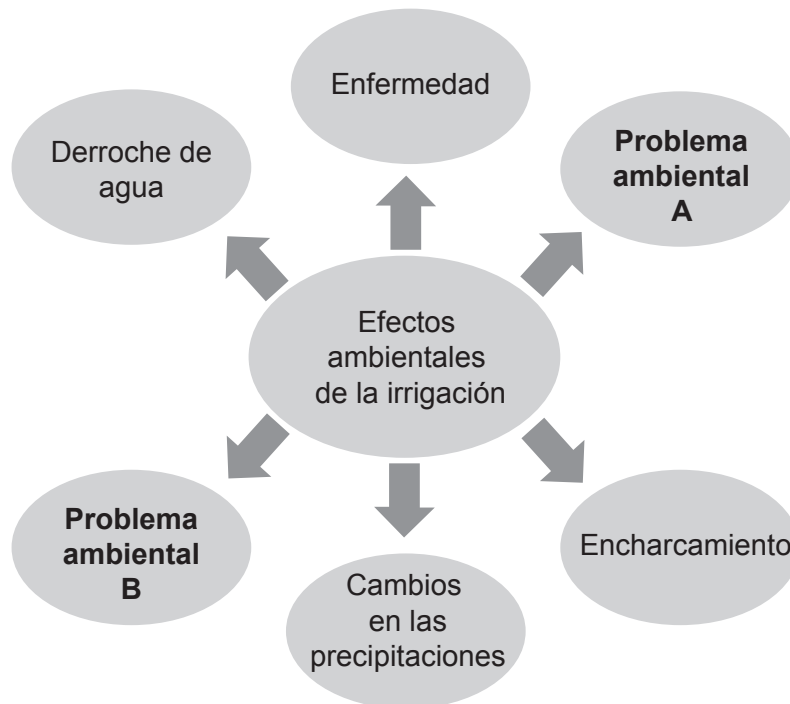 Enfermedad
Derroche de
agua
Problema
ambiental
A
Efectos
ambientales
de la irrigación
Problema
ambiental
B
Encharcamiento
Cambios
en las
precipitaciones